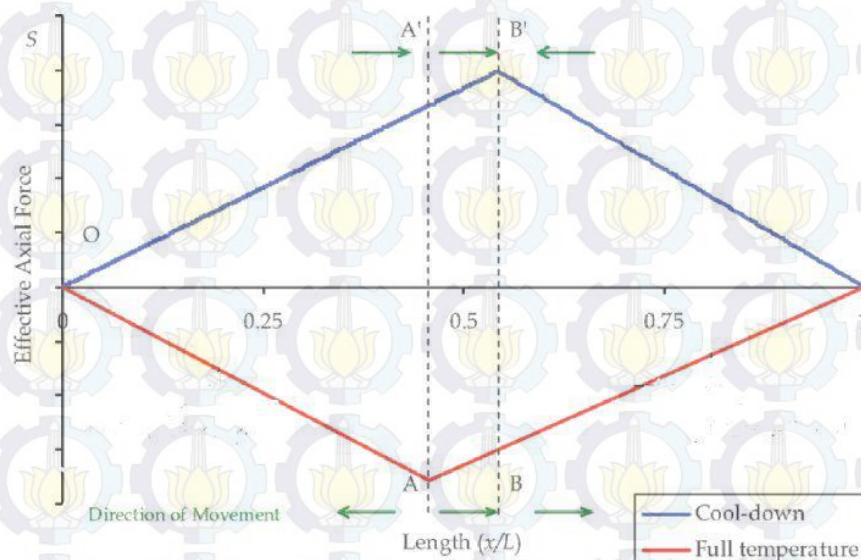 S
A' B'
Effective Axial Force
O
0 0.25 0.5 0.75
A B
Direction of Movement
Length (x/L)
Cool-down
Full temperature